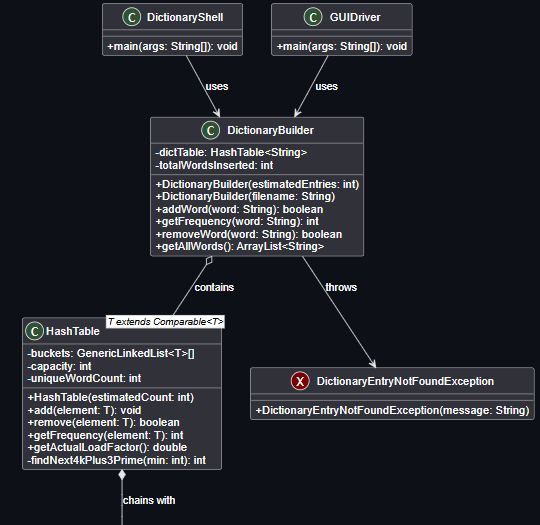 C DictionaryShell
+main(args: String[]): void
C GUIDriver
+main(args: String[]): void
uses
uses
C DictionaryBuilder
-dictTable: HashTable<String>
-totalWordsInserted: int
+DictionaryBuilder(estimatedEntries: int)
+DictionaryBuilder(filename: String)
+addWord(word: String): boolean
+getFrequency(word: String): int
+removeWord(word: String): boolean
+getAllWords(): ArrayList<String>
contains
throws
T extends Comparable<T>
C HashTable
-buckets: GenericLinkedList<T>[]
-capacity: int
-uniqueWordCount: int
+HashTable(estimatedCount: int)
+add(element: T): void
+remove(element: T): boolean
+getFrequency(element: T): int
+getActualLoadFactor(): double
-findNext4kPlus3Prime(min: int): int
X DictionaryEntryNotFoundException
+DictionaryEntryNotFoundException(message: String)
chains with